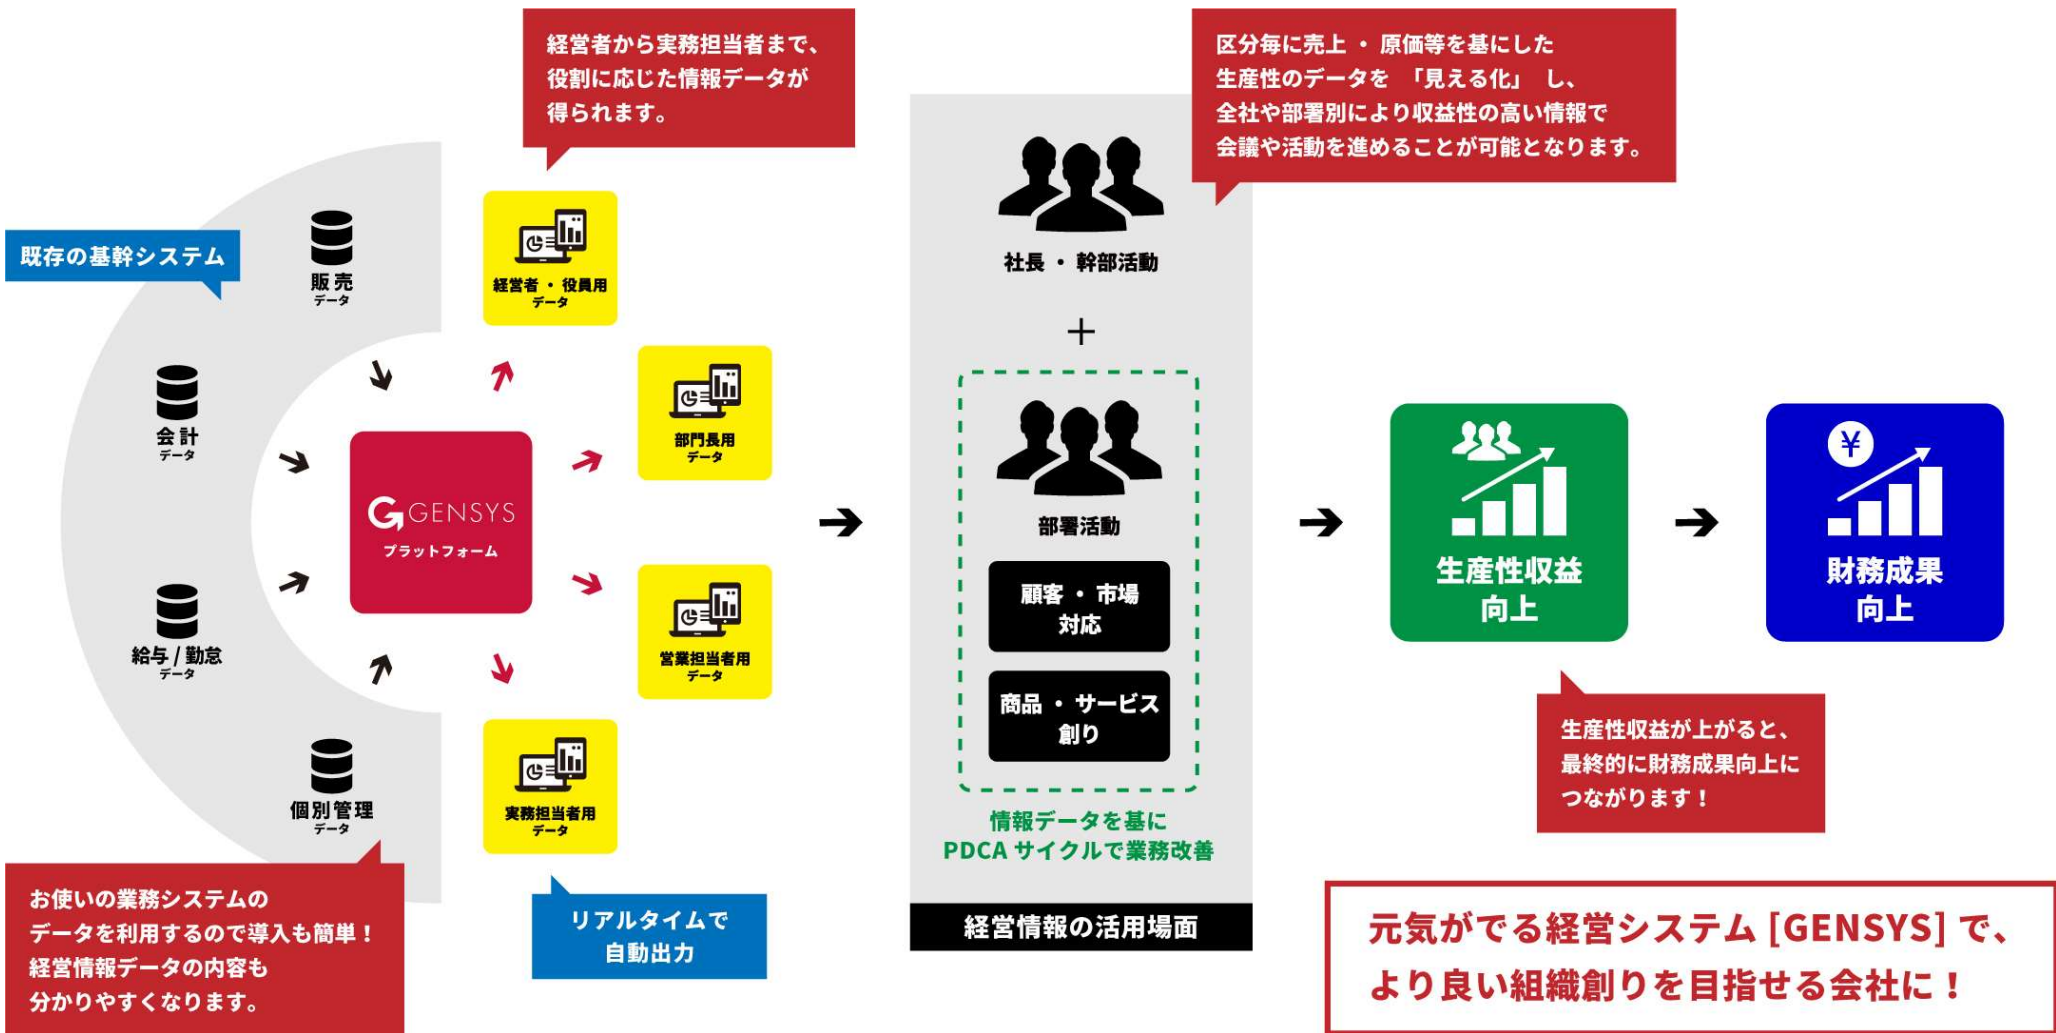 経営者から実務担当者まで、
役割に応じた情報データが
得られます。
区分毎に売上 ・ 原価等を基にした
生産性のデータを 「見える化」 し、
全社や部署別により収益性の高い情報で
会議や活動を進めることが可能となります。
既存の基幹システム
販売
データ
会計
データ
給与 / 勤怠
データ
個別管理
データ
GENSYS
プラットフォーム
経営者 ・ 役員用
データ
部門長用
データ
営業担当者用
データ
実務担当者用
データ
お使いの業務システムの
データを利用するので導入も簡単！
経営情報データの内容も
分かりやすくなります。
リアルタイムで
自動出力
社長 ・ 幹部活動
＋
部署活動
顧客 ・ 市場
対応
商品 ・ サービス
創り
情報データを基に
PDCA サイクルで業務改善
経営情報の活用場面
生産性収益
向上
¥
財務成果
向上
生産性収益が上がると、
最終的に財務成果向上に
つながります！
元気がでる経営システム [GENSYS] で、
より良い組織創りを目指せる会社に！